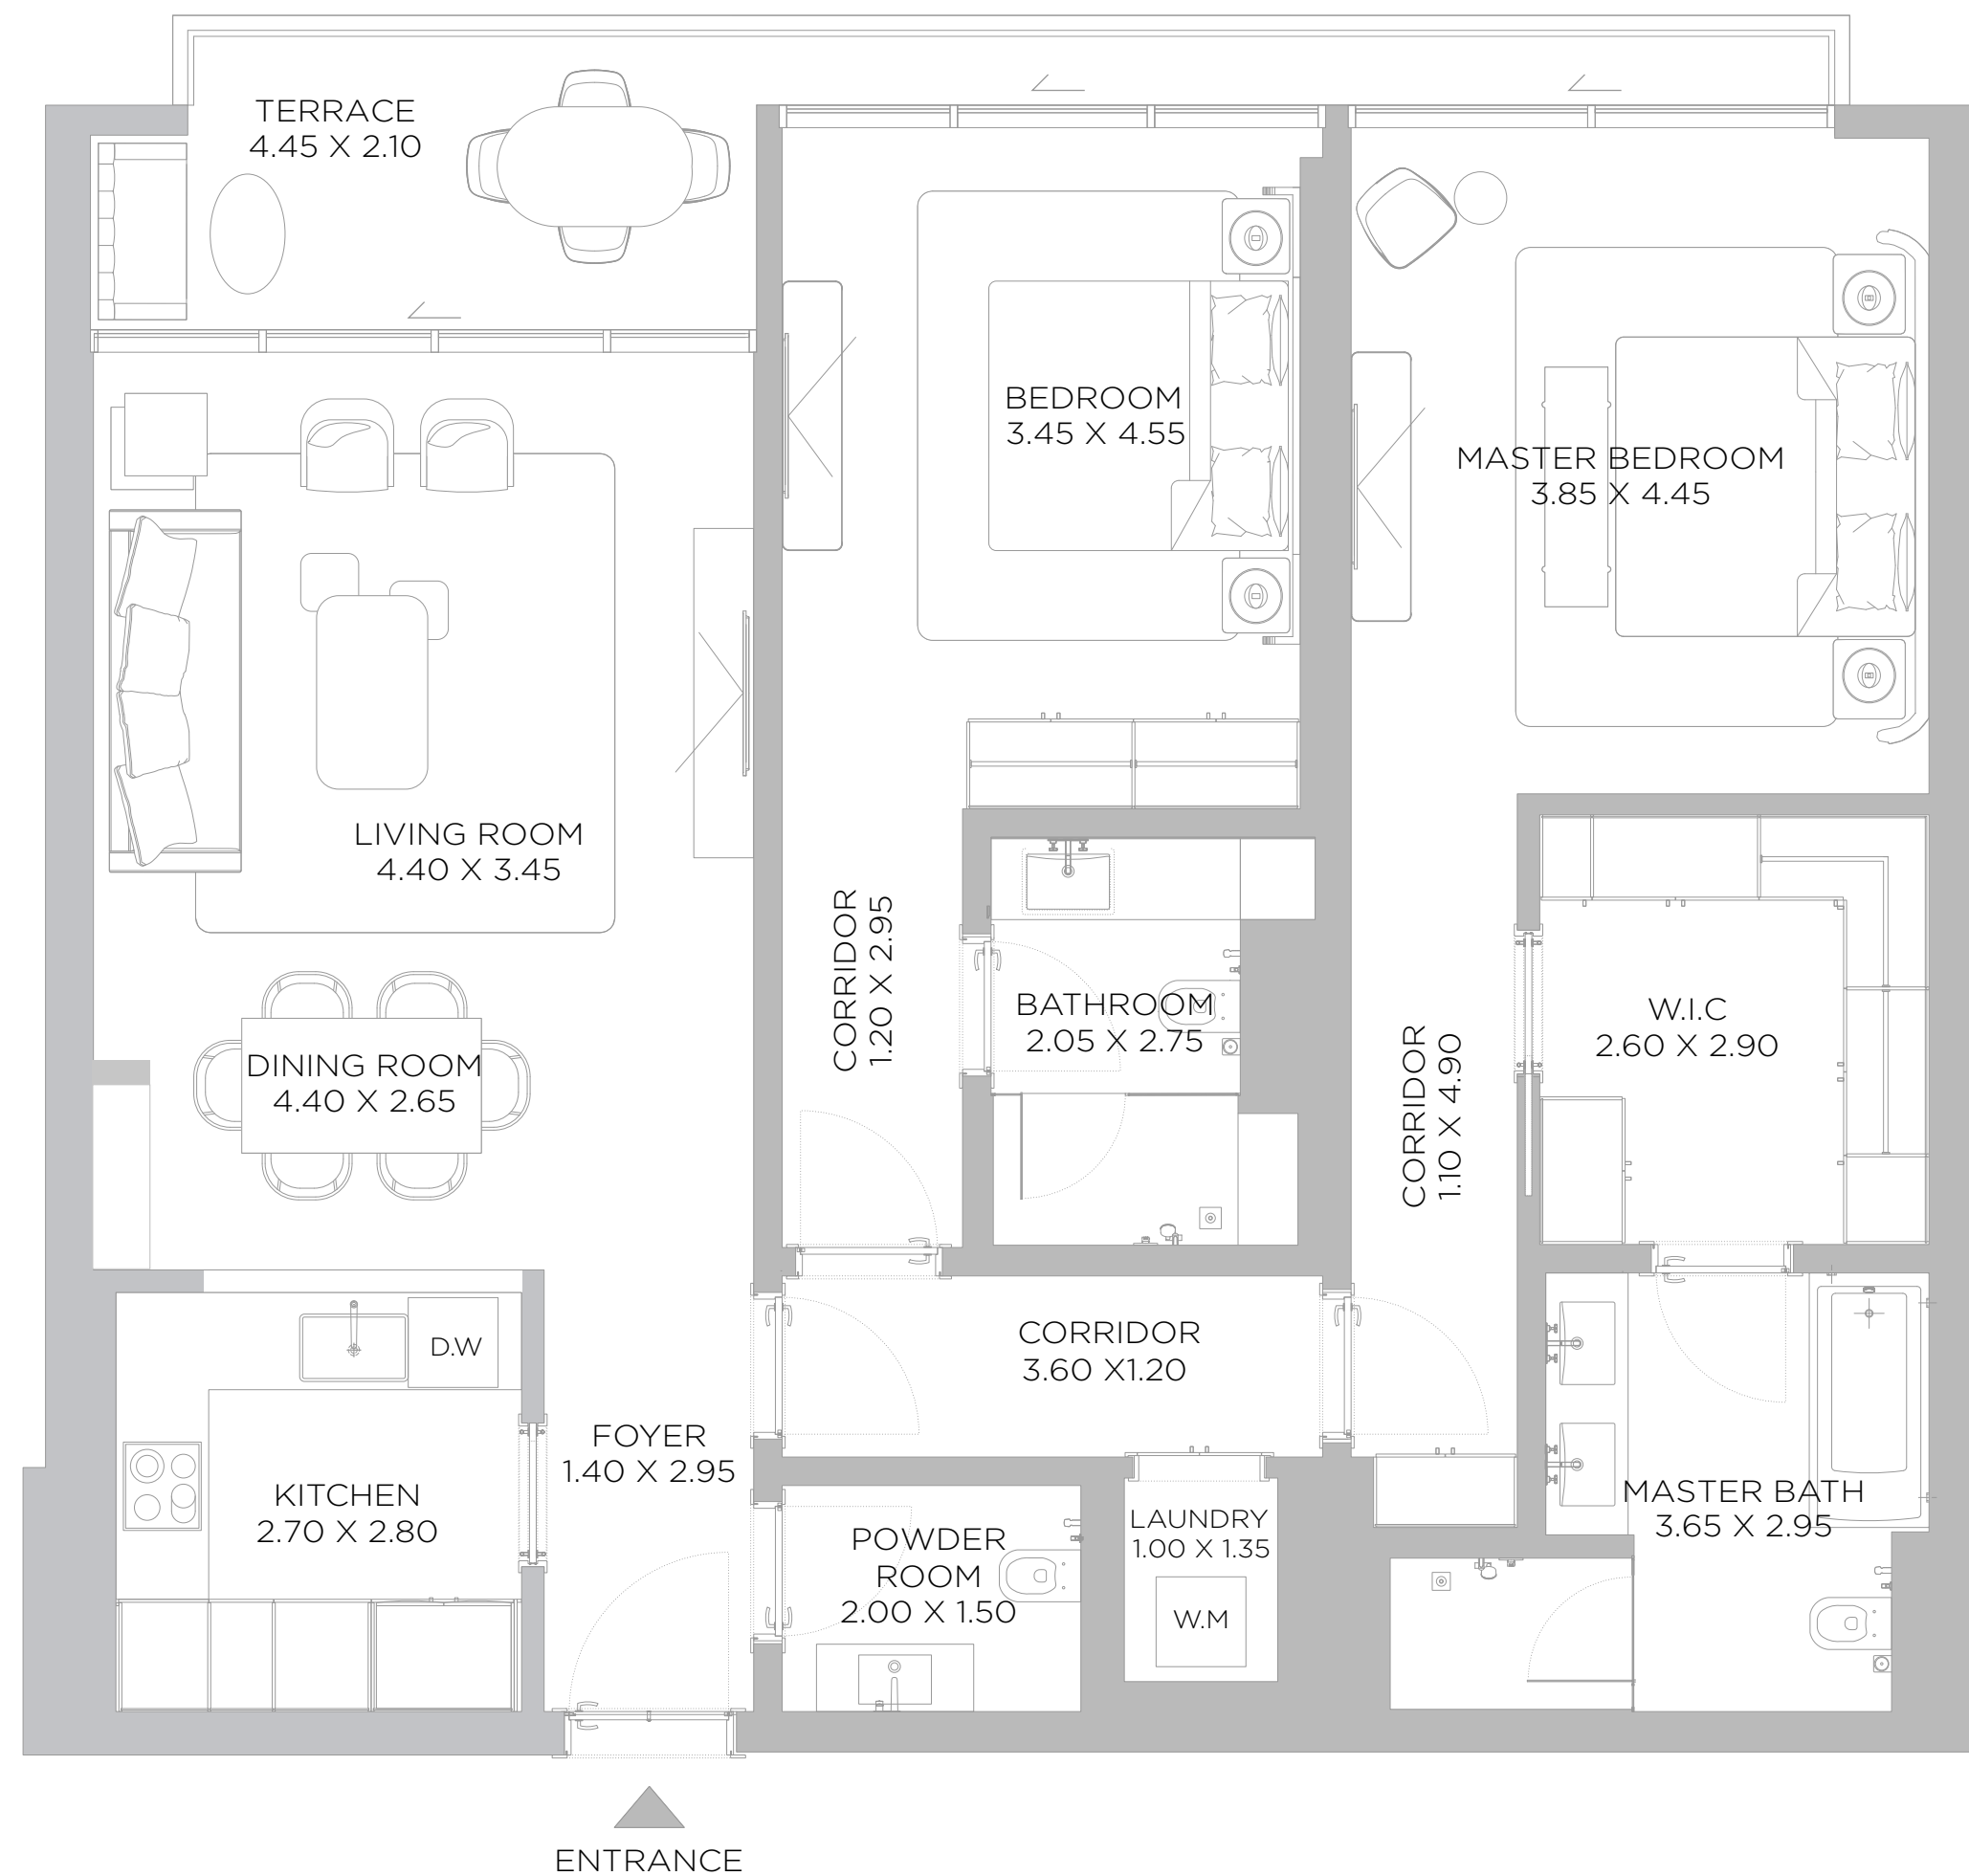 TERRACE
4.45 X 2.10
BEDROOM
3.45 X 4.55
MASTER BEDROOM
3.85 X 4.45
LIVING ROOM
4.40 X 3.45
CORRIDOR
1.20 X 2.95
BATHROOM
2.05 X 2.75
CORRIDOR
1.10 X 4.90
W.I.C
2.60 X 2.90
DINING ROOM
4.40 X 2.65
D.W
CORRIDOR
3.60 X1.20
FOYER
1.40 X 2.95
KITCHEN
2.70 X 2.80
POWDER
ROOM
2.00 X 1.50
LAUNDRY
1.00 X 1.35
W.M
MASTER BATH
3.65 X 2.95
ENTRANCE